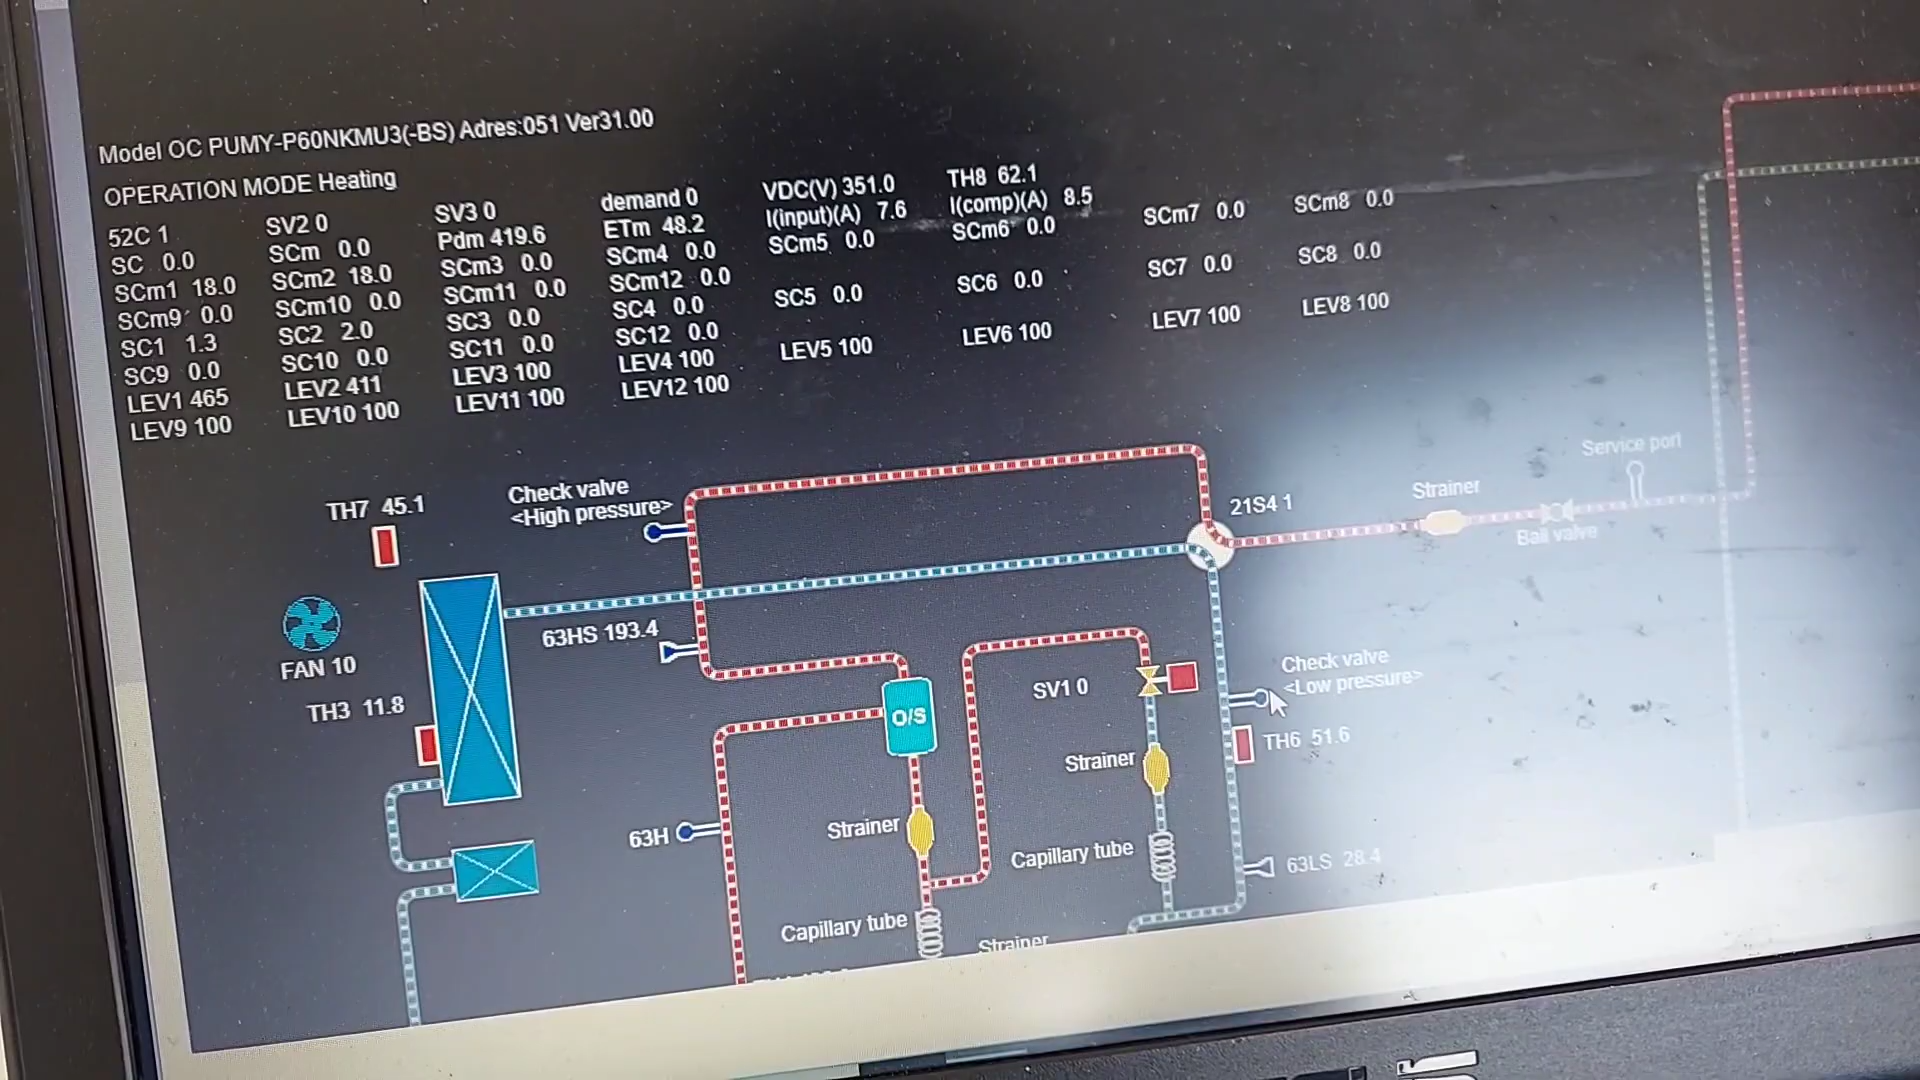 Model OC PUMY-P60NKMU3(-BS) Adres:051 Ver31.00
OPERATION MODE Heating
52C 1 SV2 0 SV3 0 demand 0 VDC(V) 351.0 TH8 62.1
SC 0.0 SCm 0.0 Pdm 419.6 ETm 48.2 I(input)(A) 7.6 I(comp)(A) 8.5
SCm1 18.0 SCm2 18.0 SCm3 0.0 SCm4 0.0 SCm5 0.0 SCm6 0.0 SCm7 0.0 SCm8 0.0
SCm9 0.0 SCm10 0.0 SCm11 0.0 SCm12 0.0
SC1 1.3 SC2 2.0 SC3 0.0 SC4 0.0 SC5 0.0 SC6 0.0 SC7 0.0 SC8 0.0
SC9 0.0 SC10 0.0 SC11 0.0 SC12 0.0
LEV1 465 LEV2 411 LEV3 100 LEV4 100 LEV5 100 LEV6 100 LEV7 100 LEV8 100
LEV9 100 LEV10 100 LEV11 100 LEV12 100
TH7 45.1
Check valve
<High pressure>
21S4 1
Strainer
Service port
Ball valve
FAN 10
63HS 193.4
TH3 11.8
O/S
SV1 0
Check valve
<Low pressure>
TH6 51.6
Strainer
63H
Strainer
Capillary tube
63LS 28.4
Capillary tube
Strainer